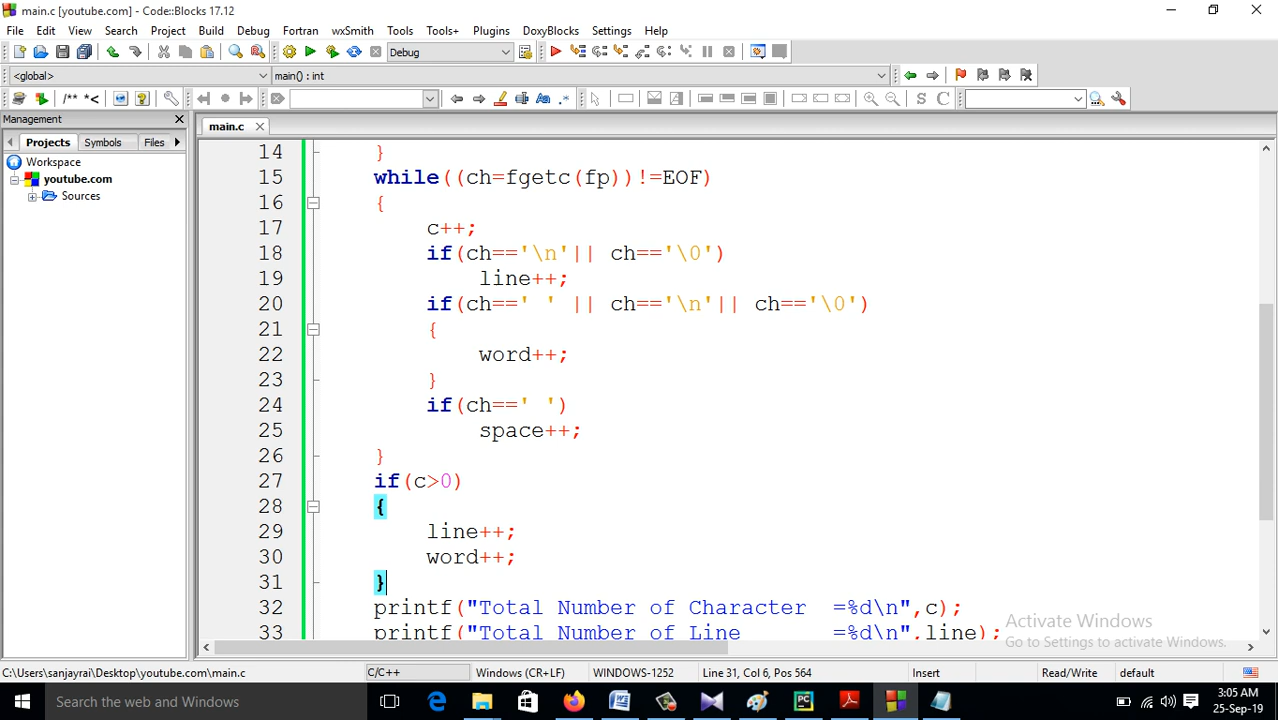 main.c [youtube.com] - Code::Blocks 17.12
File Edit View Search Project Build Debug Fortran wxSmith Tools Tools+ Plugins DoxyBlocks Settings Help
Debug
<global> main() : int
/** *< S C
Management
main.c
Projects Symbols Files
Workspace
youtube.com
Sources
14 }
15 while((ch=fgetc(fp))!=EOF)
16 {
17 c++;
18 if(ch=='\n'|| ch=='\0')
19 line++;
20 if(ch==' ' || ch=='\n'|| ch=='\0')
21 {
22 word++;
23 }
24 if(ch==' ')
25 space++;
26 }
27 if(c>0)
28 {
29 line++;
30 word++;
31 }
32 printf("Total Number of Character =%d\n",c);
33 printf("Total Number of Line =%d\n",line);
Activate Windows
Go to Settings to activate Windows.
C:\Users\sanjayrai\Desktop\youtube.com\main.c C/C++ Windows (CR+LF) WINDOWS-1252 Line 31, Col 6, Pos 564 Insert Read/Write default
Search the web and Windows
3:05 AM
25-Sep-19